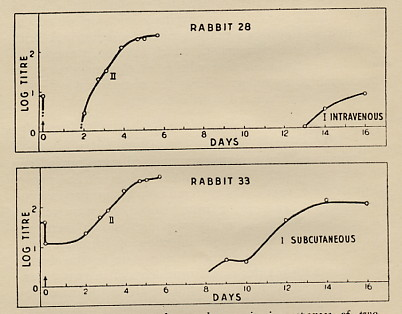 RABBIT 28
LOG TITRE
2
1
0
II
I INTRAVENOUS
0 2 4 6 8 10 12 14 16
DAYS
RABBIT 33
LOG TITRE
2
1
0
II
I SUBCUTANEOUS
0 2 4 6 8 10 12 14 16
DAYS